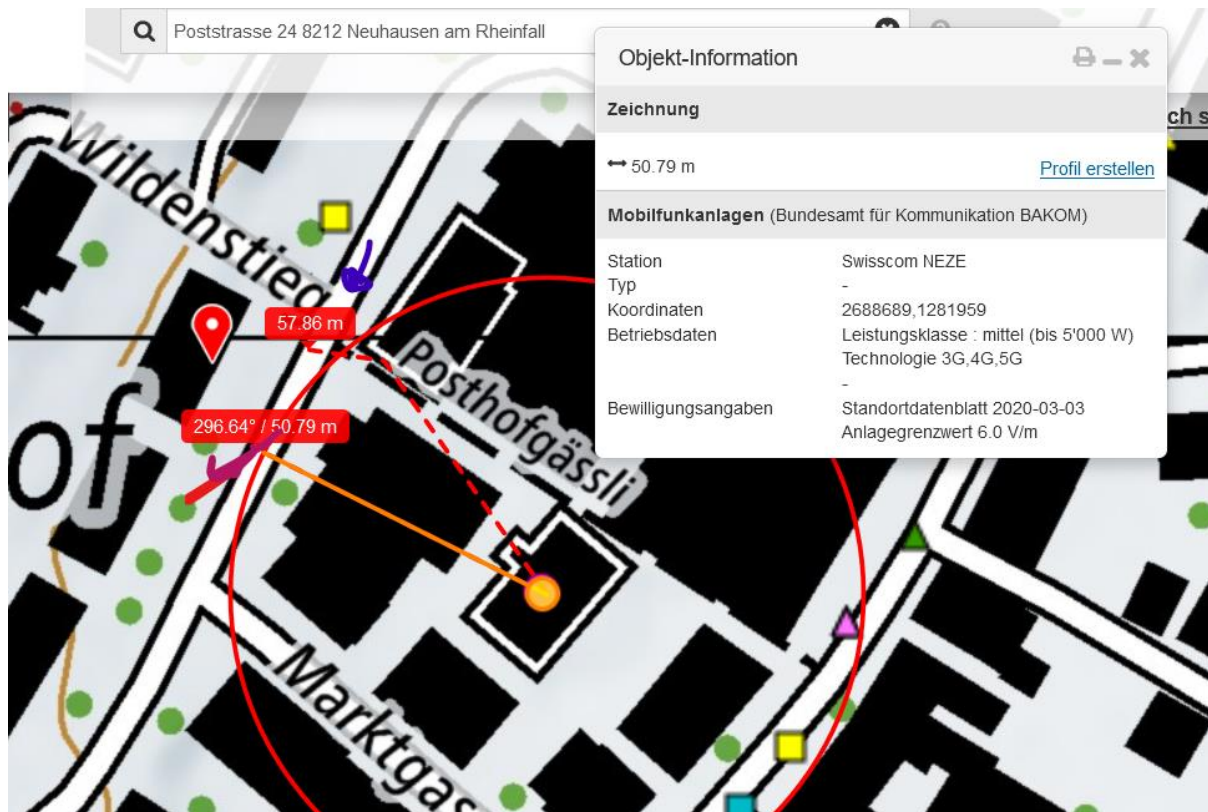 Poststrasse 24 8212 Neuhausen am Rheinfall
Objekt-Information
Zeichnung
ch s
50.79 m
Profil erstellen
Mobilfunkanlagen (Bundesamt für Kommunikation BAKOM)
Station Swisscom NEZE
Typ -
Koordinaten 2688689,1281959
Betriebsdaten Leistungsklasse : mittel (bis 5'000 W)
Technologie 3G,4G,5G
-
Bewilligungsangaben Standortdatenblatt 2020-03-03
Anlagegrenzwert 6.0 V/m
Wildenstieg
57.86 m
Posthofgässli
296.64° / 50.79 m
of
Marktgas